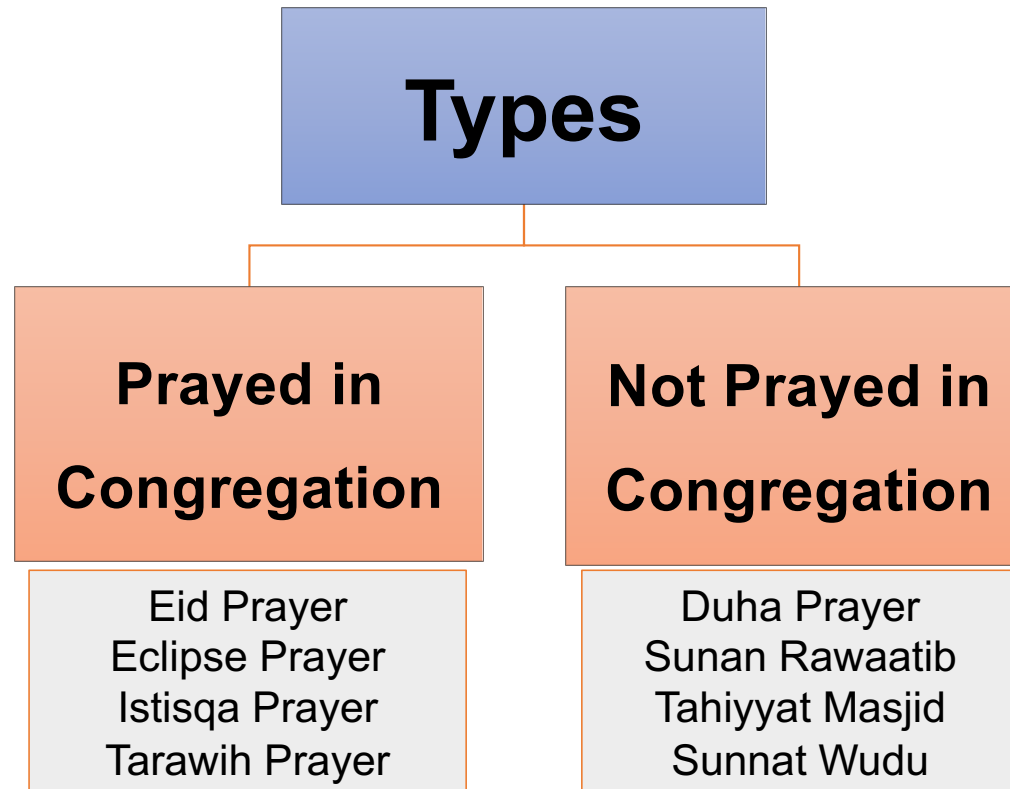 Types
Prayed in
Congregation
Eid Prayer
Eclipse Prayer
Istisqa Prayer
Tarawih Prayer
Not Prayed in
Congregation
Duha Prayer
Sunan Rawaatib
Tahiyyat Masjid
Sunnat Wudu